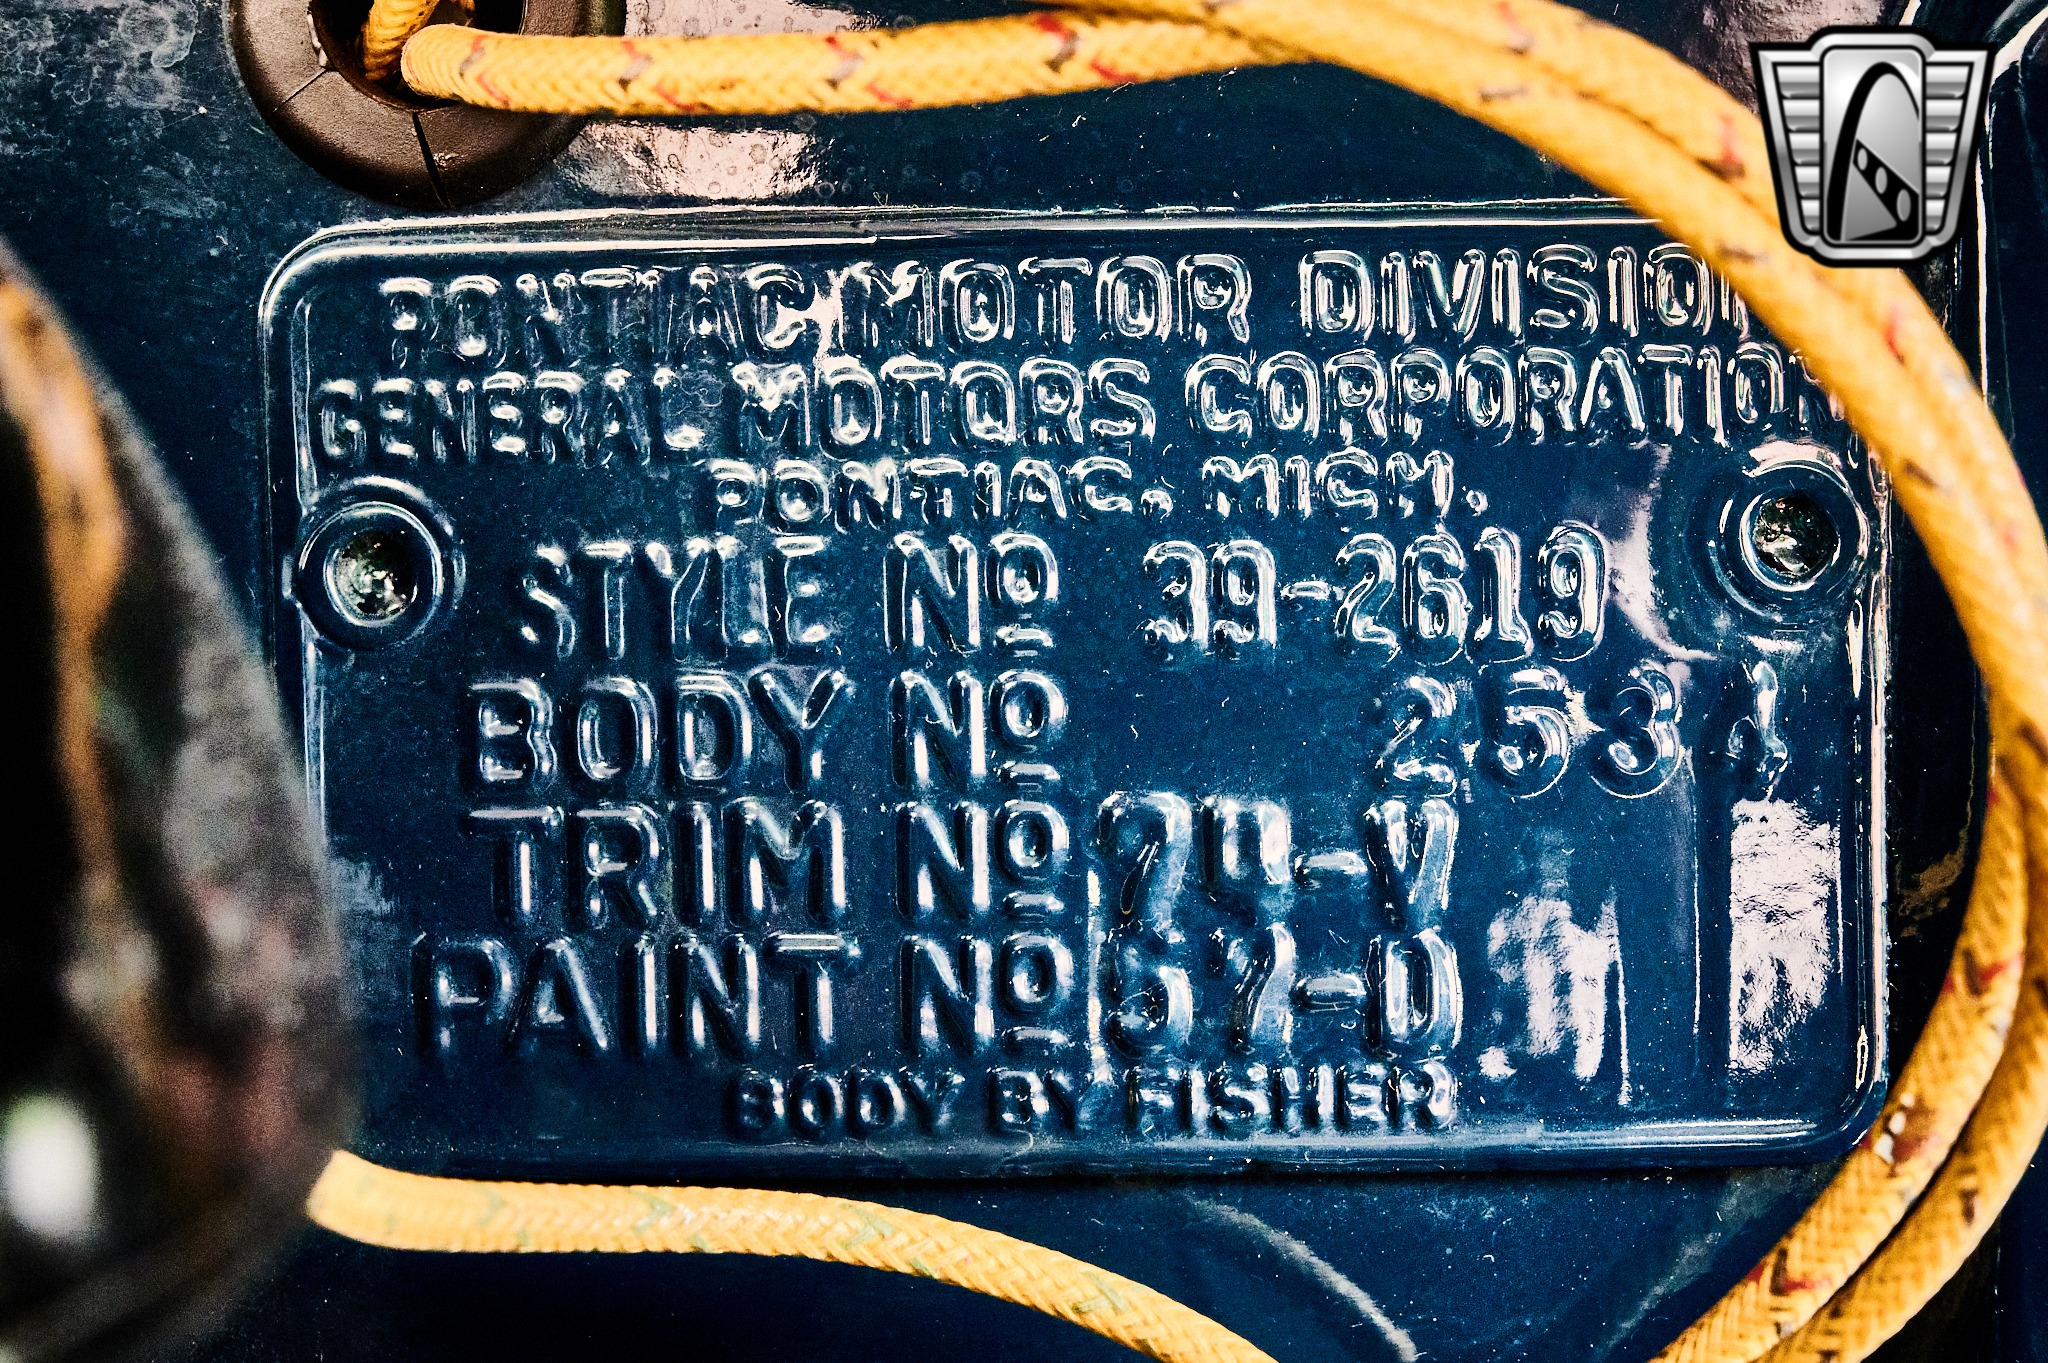 PONTIAC MOTOR DIVISION
GENERAL MOTORS CORPORATION
PONTIAC, MICH.
STYLE Nº 39-2619
BODY Nº 2531
TRIM Nº
PAINT Nº
BODY BY FISHER